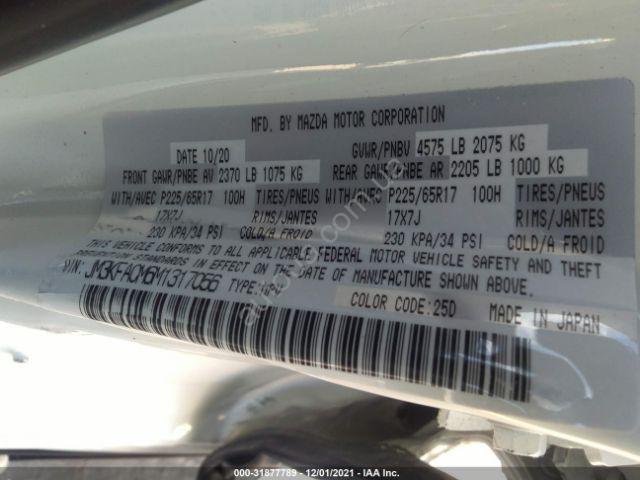 MFD. BY MAZDA MOTOR CORPORATION
DATE 10/20 GVWR/PNBV 4575 LB 2075 KG
FRONT GAWR/PNBE AV 2370 LB 1075 KG REAR GAWR/PNBE AR 2205 LB 1000 KG
WITH/AVEC P225/65R17 100H TIRES/PNEUS WITH/AVEC P225/65R17 100H TIRES/PNEUS
17X7J RIMS/JANTES 17X7J RIMS/JANTES
230 KPA/34 PSI COLD/A FROID 230 KPA/34 PSI COLD/A FROID
THIS VEHICLE CONFORMS TO ALL APPLICABLE FEDERAL MOTOR VEHICLE SAFETY AND THEFT
STANDARDS IN EFFECT ON THE DATE OF MANUFACTURE SHOWN ABOVE.
VIN: JM3KFACM6M1317056 TYPE:
COLOR CODE:25D MADE IN JAPAN
000-31877789 - 12/01/2021 - IAA Inc.